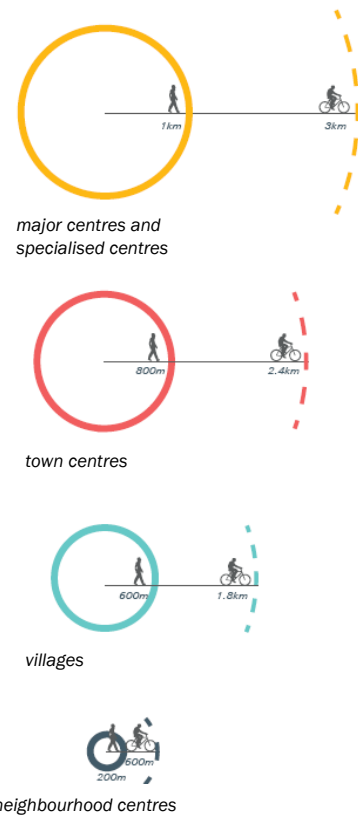 1km 3km
major centres and
specialised centres
800m 2.4km
town centres
600m 1.8km
villages
600m
200m
neighbourhood centres